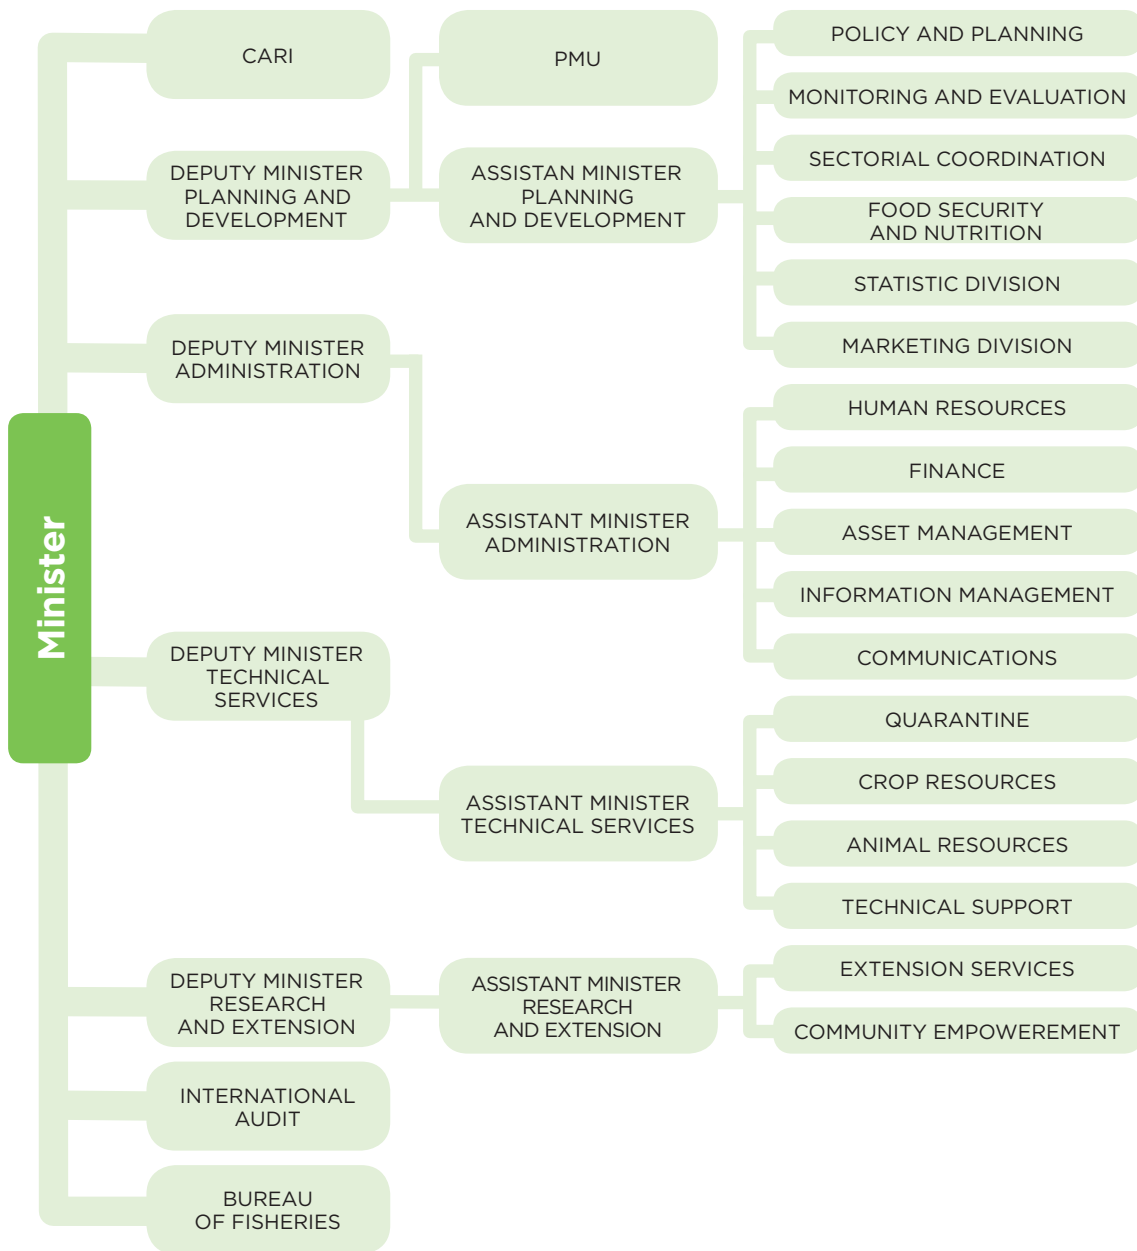 Minister
CARI
DEPUTY MINISTER
PLANNING AND
DEVELOPMENT
PMU
ASSISTAN MINISTER
PLANNING
AND DEVELOPMENT
POLICY AND PLANNING
MONITORING AND EVALUATION
SECTORIAL COORDINATION
FOOD SECURITY
AND NUTRITION
STATISTIC DIVISION
MARKETING DIVISION
DEPUTY MINISTER
ADMINISTRATION
ASSISTANT MINISTER
ADMINISTRATION
HUMAN RESOURCES
FINANCE
ASSET MANAGEMENT
INFORMATION MANAGEMENT
COMMUNICATIONS
DEPUTY MINISTER
TECHNICAL
SERVICES
ASSISTANT MINISTER
TECHNICAL SERVICES
QUARANTINE
CROP RESOURCES
ANIMAL RESOURCES
TECHNICAL SUPPORT
DEPUTY MINISTER
RESEARCH
AND EXTENSION
ASSISTANT MINISTER
RESEARCH
AND EXTENSION
EXTENSION SERVICES
COMMUNITY EMPOWEREMENT
INTERNATIONAL
AUDIT
BUREAU
OF FISHERIES